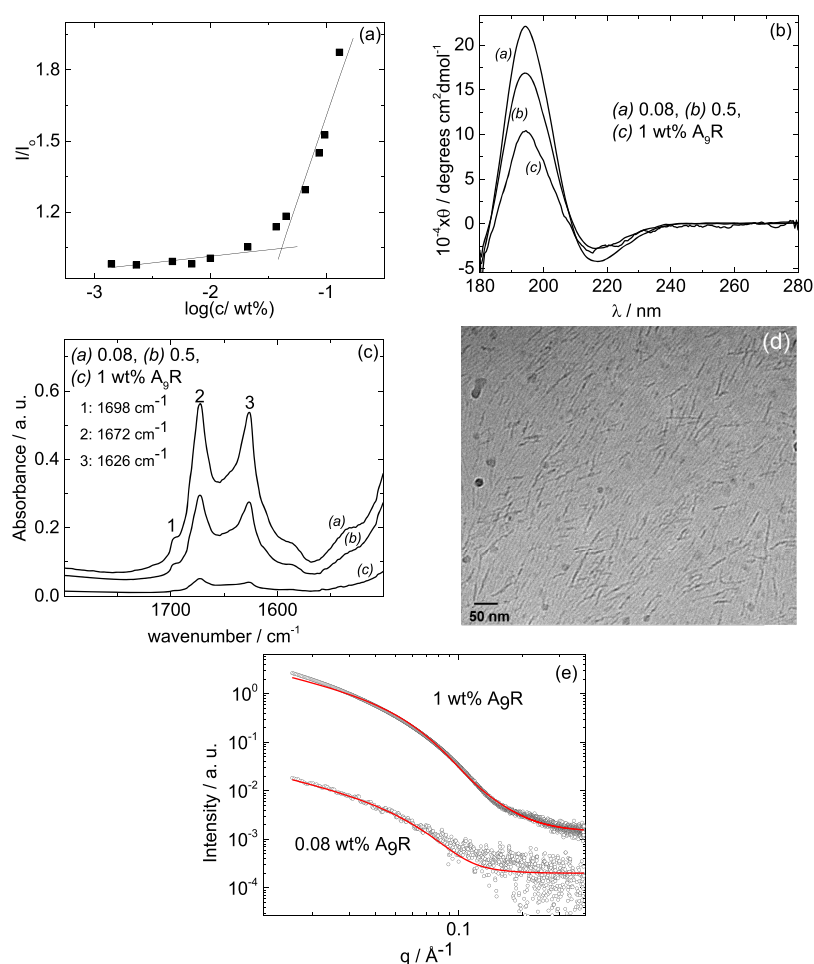 (a)
1.8
1.5
1.2
I/I₀
-3
-2
-1
log(c/ wt%)
(b)
20
15
10
5
0
-5
10⁻⁴xθ / degrees cm²dmol⁻¹
(a)
(b)
(c)
(a) 0.08, (b) 0.5,
(c) 1 wt% A₉R
180
200
220
240
260
280
λ / nm
(c)
(a) 0.08, (b) 0.5,
(c) 1 wt% A₉R
1: 1698 cm⁻¹
2: 1672 cm⁻¹
3: 1626 cm⁻¹
0.6
0.4
0.2
0.0
Absorbance / a. u.
1
2
3
(a)
(b)
(c)
1700
1600
wavenumber / cm⁻¹
(d)
50 nm
(e)
10⁰
10⁻¹
10⁻²
10⁻³
10⁻⁴
Intensity / a. u.
1 wt% A9R
0.08 wt% A9R
0.1
q / Å⁻¹